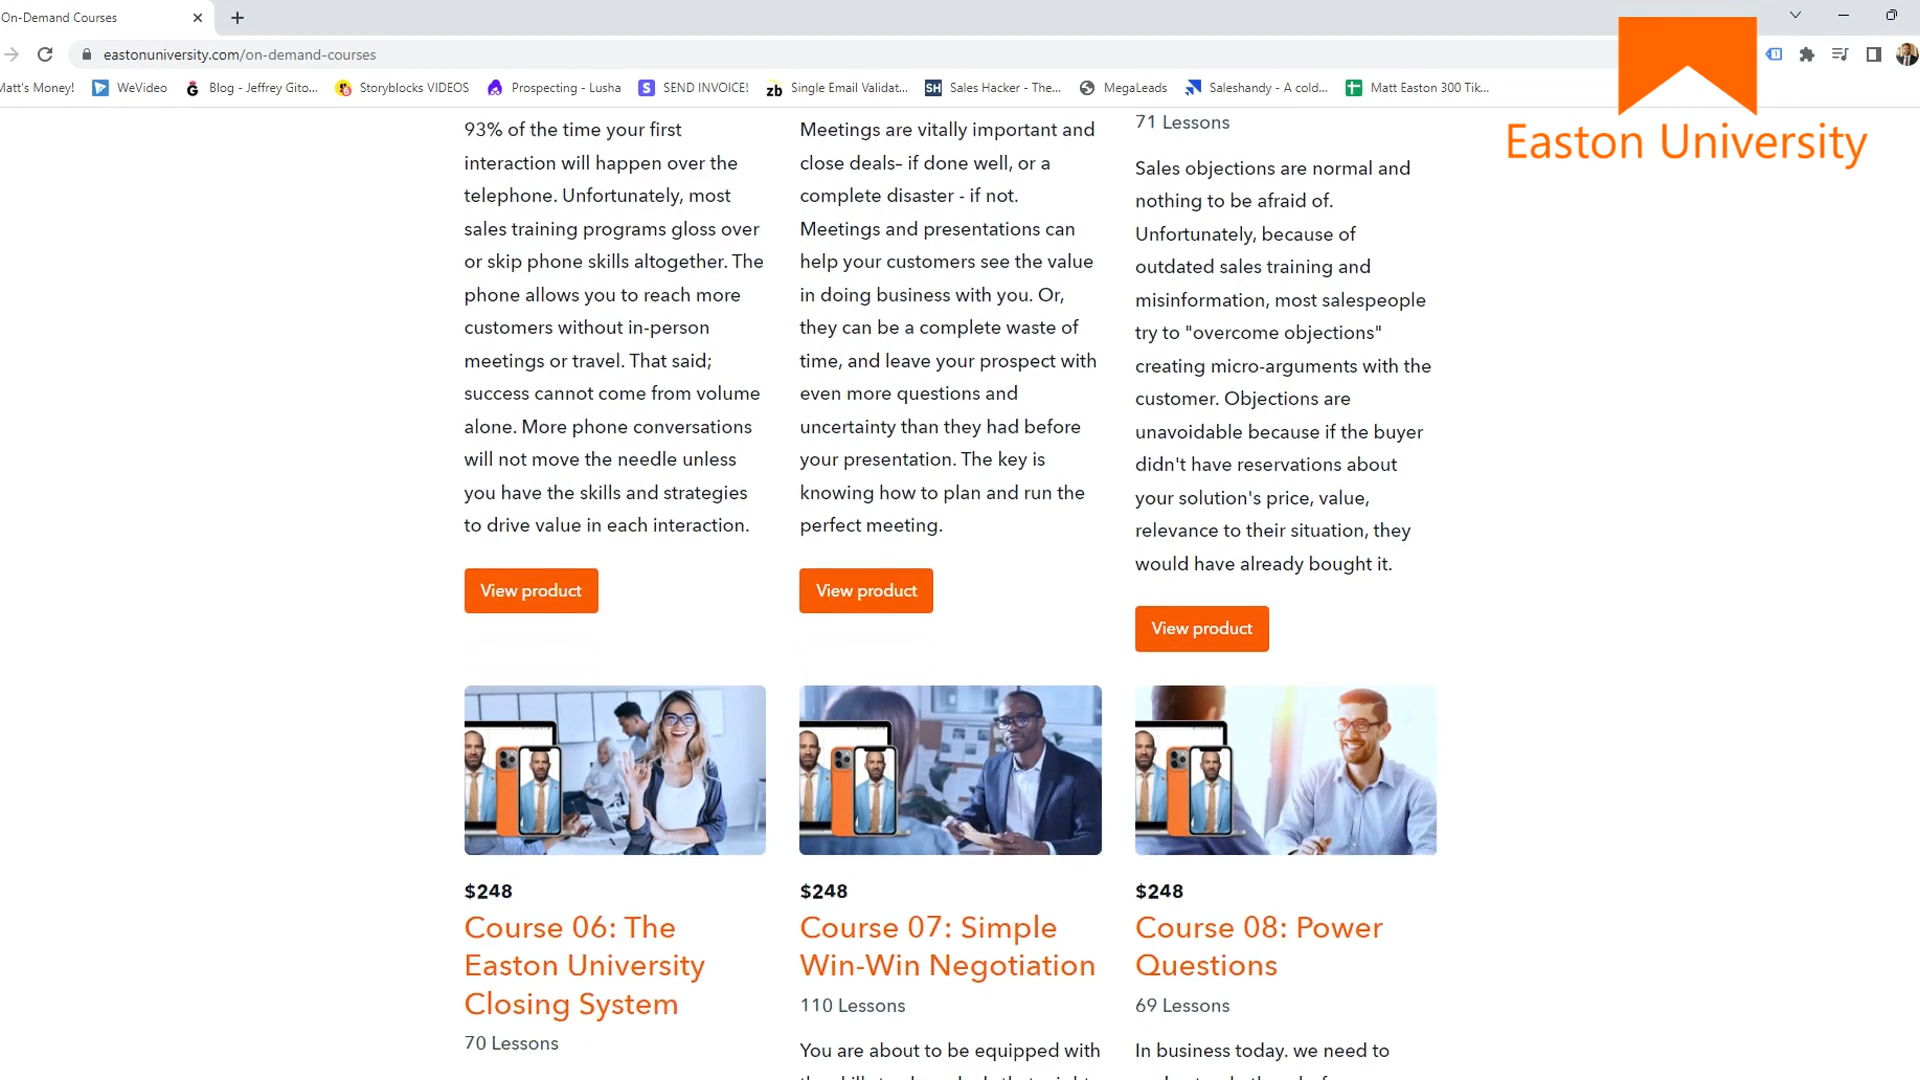 On-Demand Courses
eastonuniversity.com/on-demand-courses
Matt's Money!
WeVideo
Blog - Jeffrey Gito...
Storyblocks VIDEOS
Prospecting - Lusha
SEND INVOICE!
Single Email Validat...
Sales Hacker - The...
MegaLeads
Saleshandy - A cold...
Matt Easton 300 Tik...
Easton University
93% of the time your first
interaction will happen over the
telephone. Unfortunately, most
sales training programs gloss over
or skip phone skills altogether. The
phone allows you to reach more
customers without in-person
meetings or travel. That said;
success cannot come from volume
alone. More phone conversations
will not move the needle unless
you have the skills and strategies
to drive value in each interaction.
View product
Meetings are vitally important and
close deals– if done well, or a
complete disaster - if not.
Meetings and presentations can
help your customers see the value
in doing business with you. Or,
they can be a complete waste of
time, and leave your prospect with
even more questions and
uncertainty than they had before
your presentation. The key is
knowing how to plan and run the
perfect meeting.
View product
71 Lessons
Sales objections are normal and
nothing to be afraid of.
Unfortunately, because of
outdated sales training and
misinformation, most salespeople
try to "overcome objections"
creating micro-arguments with the
customer. Objections are
unavoidable because if the buyer
didn't have reservations about
your solution's price, value,
relevance to their situation, they
would have already bought it.
View product
$248
Course 06: The
Easton University
Closing System
70 Lessons
$248
Course 07: Simple
Win-Win Negotiation
110 Lessons
You are about to be equipped with
$248
Course 08: Power
Questions
69 Lessons
In business today. we need to